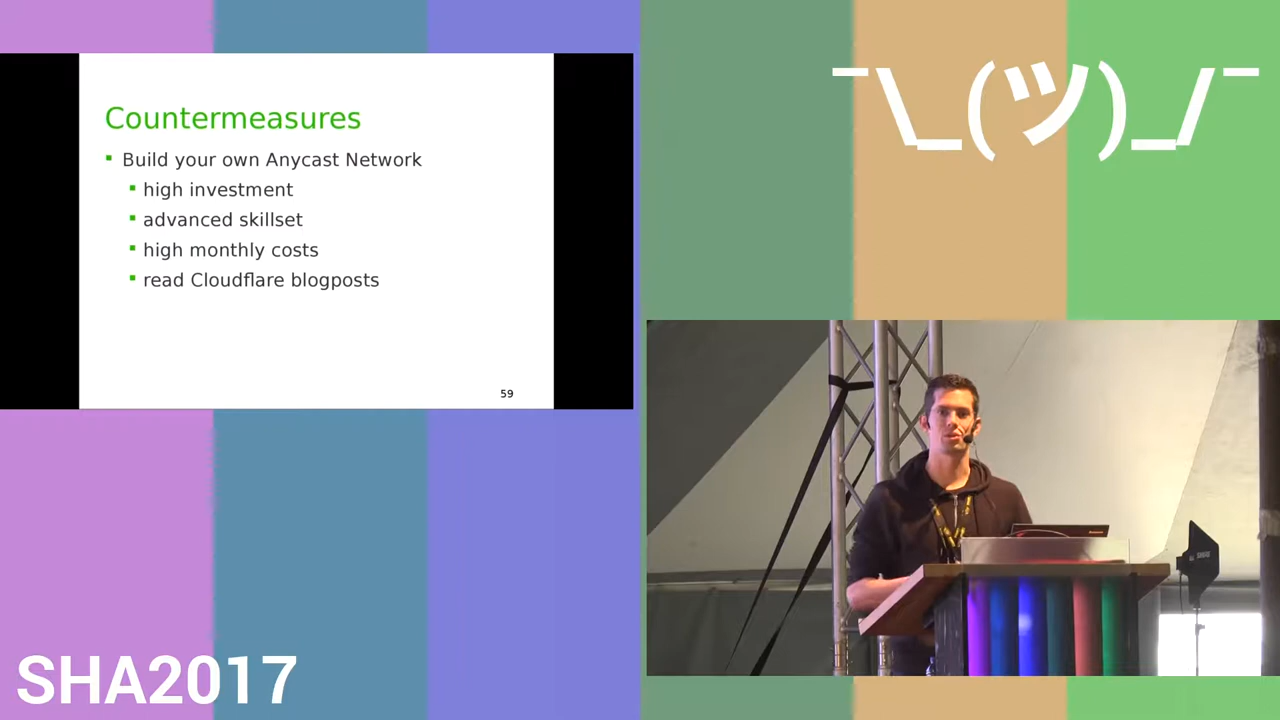 Countermeasures
Build your own Anycast Network
high investment
advanced skillset
high monthly costs
read Cloudflare blogposts
59
¯\_(ツ)_/¯
SHA2017